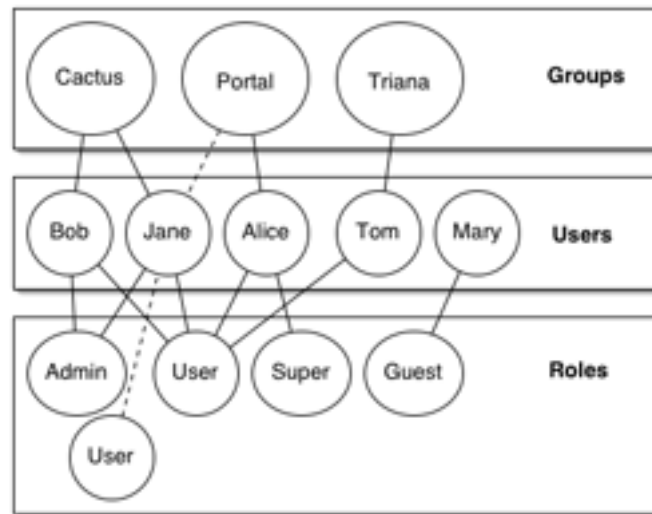 Cactus
Portal
Triana
Groups
Bob
Jane
Alice
Tom
Mary
Users
Admin
User
Super
Guest
Roles
User